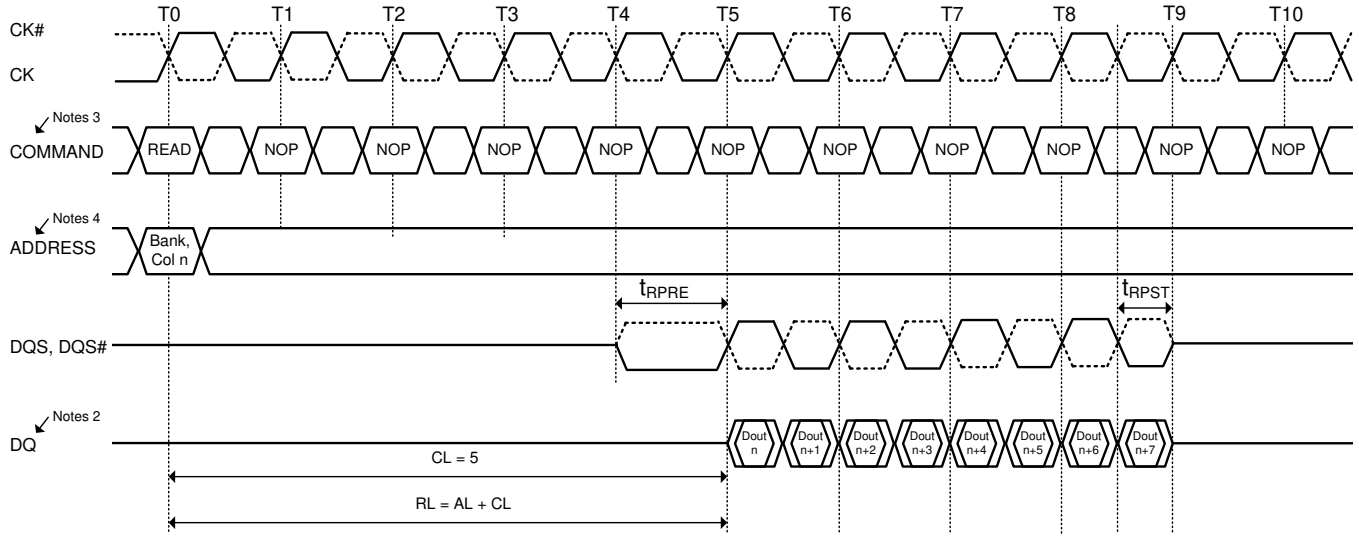 T0 T1 T2 T3 T4 T5 T6 T7 T8 T9 T10
CK#
CK
Notes 3
COMMAND READ NOP NOP NOP NOP NOP NOP NOP NOP NOP NOP
Notes 4
ADDRESS
Bank,
Col n
tRPRE tRPST
DQS, DQS#
Notes 2
DQ
Dout n Dout n+1 Dout n+2 Dout n+3 Dout n+4 Dout n+5 Dout n+6 Dout n+7
CL = 5
RL = AL + CL